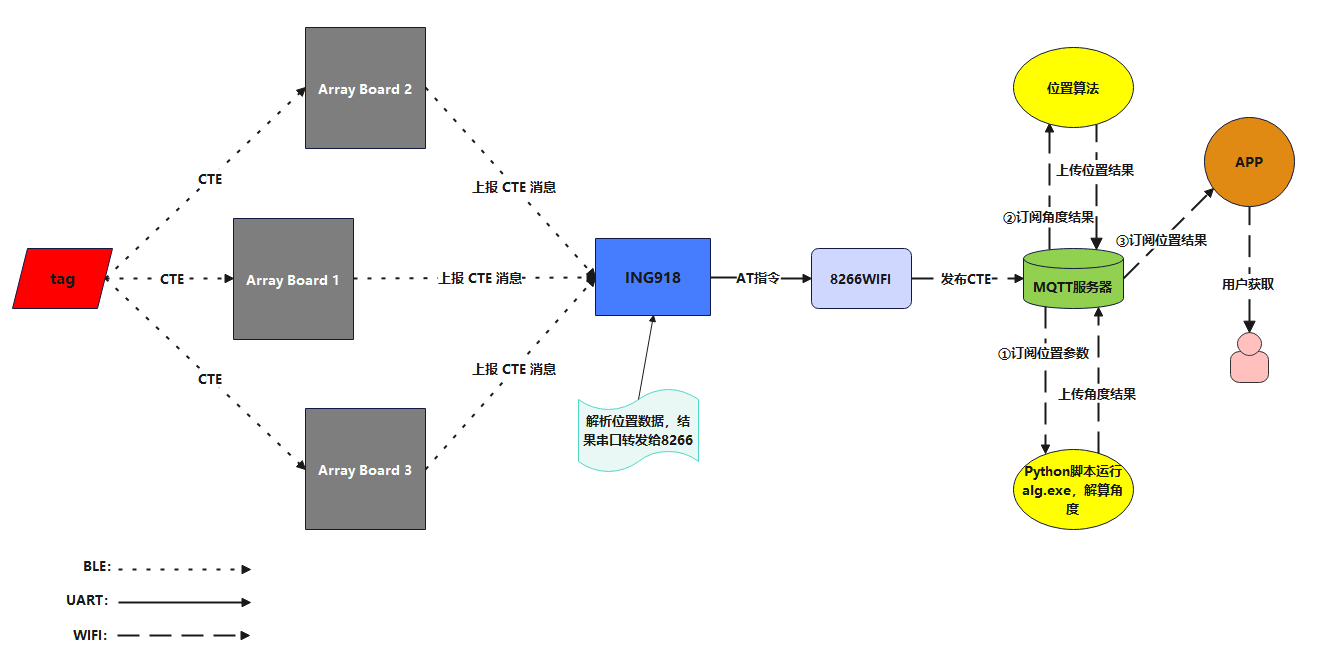 Array Board 2
位置算法
APP
CTE
上报 CTE 消息
上传位置结果
②订阅角度结果
③订阅位置结果
tag
CTE
Array Board 1
上报 CTE 消息
ING918
AT指令
8266WIFI
发布CTE
MQTT服务器
用户获取
①订阅位置参数
CTE
上报 CTE 消息
上传角度结果
解析位置数据，结
果串口转发给8266
Array Board 3
Python脚本运行
alg.exe，解算角
度
BLE：
UART：
WIFI：